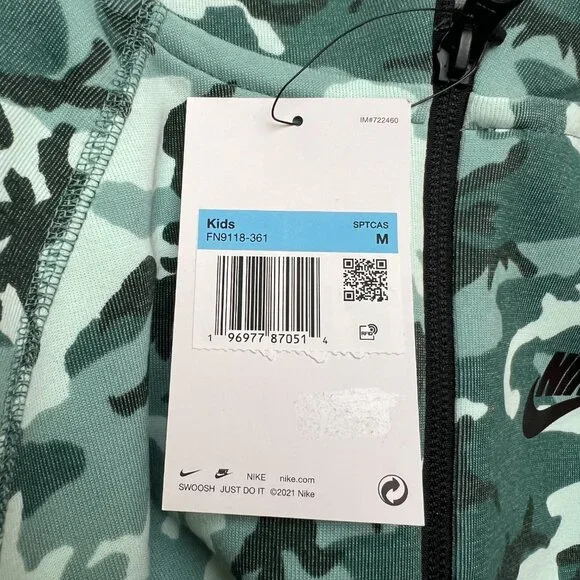 IM#722460
Kids SPTCAS
FN9118-361 M
1 96977 87051 4
NIKE nike.com
SWOOSH JUST DO IT ©2021 Nike
NIKE